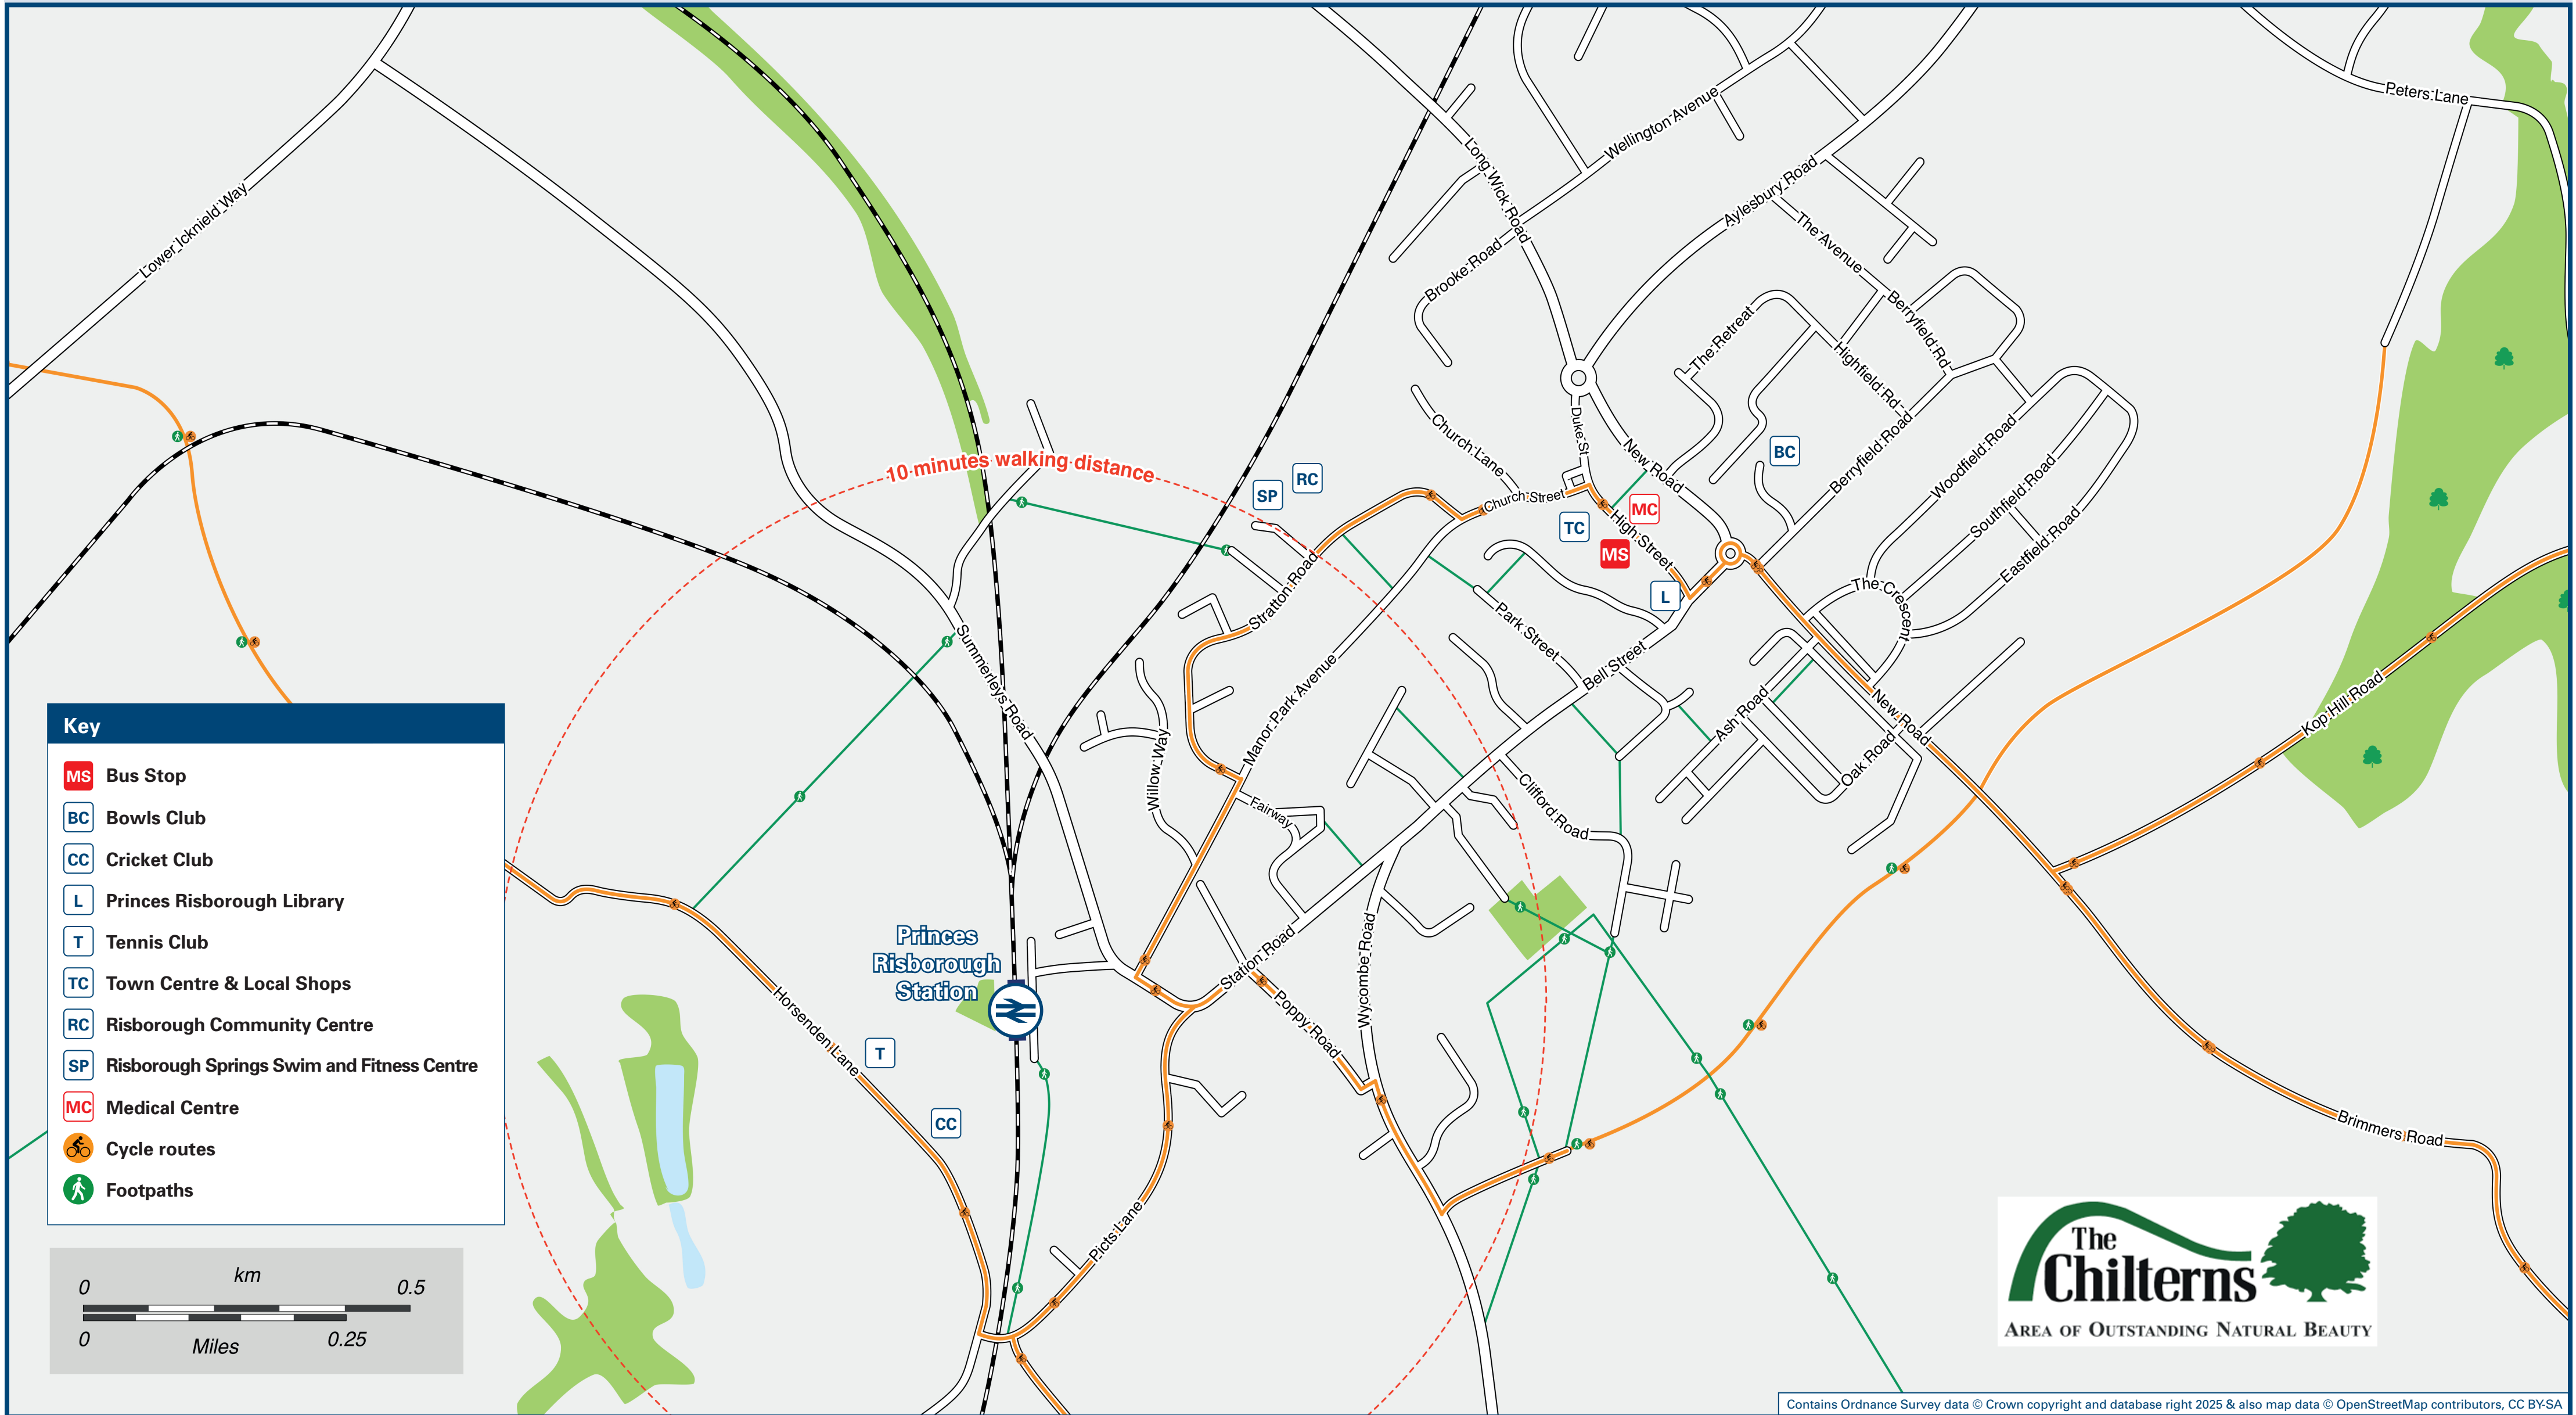 Peters Lane
Wellington Avenue
Long Wick Road
Aylesbury Road
Lower Icknield Way
The Avenue
Brooke Road
Berryfield Rd
The Retreat
Highfield Rd
Duke St
Church Lane
New Road
BC
Berryfield Road
Woodfield Road
10 minutes walking distance
RC
SP
Church Street
MC
TC
High Street
MS
Southfield Road
Eastfield Road
L
The Crescent
Stratton Road
Park Street
Summerleys Road
Bell Street
Manor Park Avenue
Ash Road
New Road
Kop Hill Road
Oak Road
Willow Way
Fairway
Clifford Road
Princes
Risborough
Station
Station Road
Wycombe Road
Poppy Road
Horsenden Lane
T
CC
Picts Lane
Brimmers Road
Key
MS Bus Stop
BC Bowls Club
CC Cricket Club
L Princes Risborough Library
T Tennis Club
TC Town Centre & Local Shops
RC Risborough Community Centre
SP Risborough Springs Swim and Fitness Centre
MC Medical Centre
Cycle routes
Footpaths
km
0 0.5
0 0.25
Miles
The
Chilterns
AREA OF OUTSTANDING NATURAL BEAUTY
Contains Ordnance Survey data © Crown copyright and database right 2025 & also map data © OpenStreetMap contributors, CC BY-SA